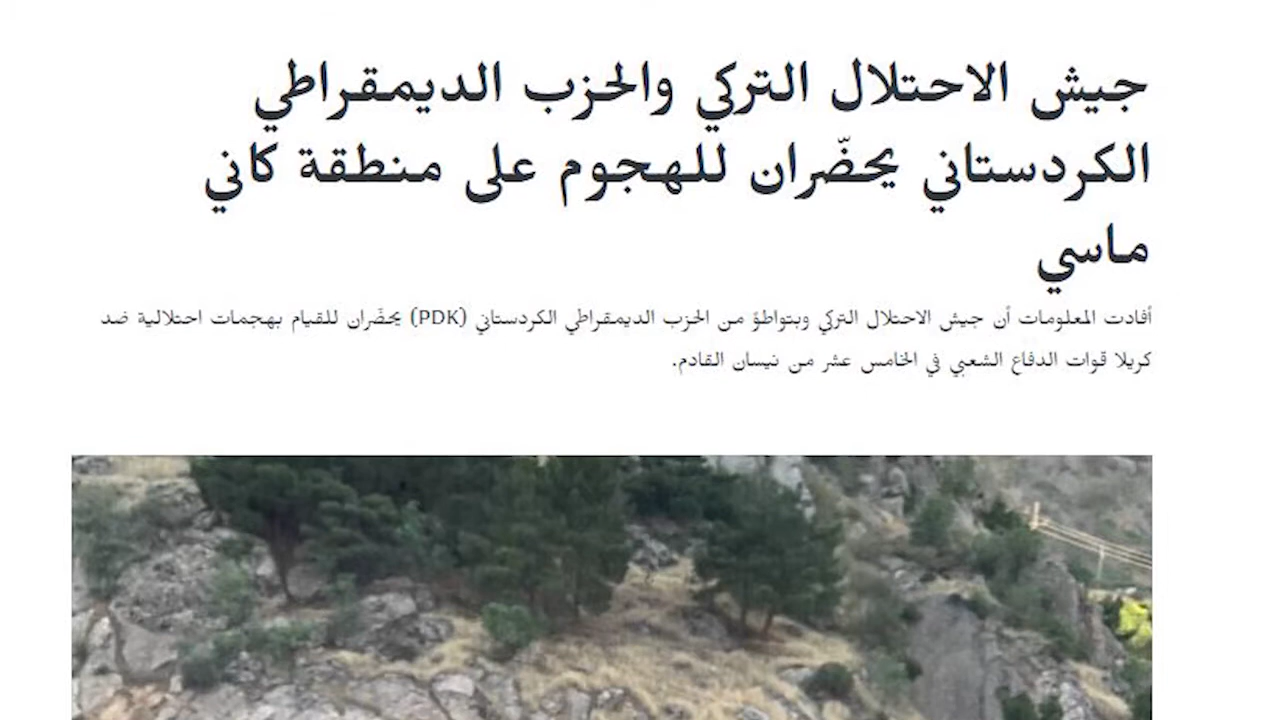 جيش الاحتلال التركي والحزب الديمقراطي
الكردستاني يحضّران للهجوم على منطقة كاني
ماسي
أفادت المعلومات أن جيش الاحتلال التركي وبتواطؤ من الحزب الديمقراطي الكردستاني (PDK) يحضّران للقيام بهجمات احتلالية ضد
كريلا قوات الدفاع الشعبي في الخامس عشر من نيسان القادم.